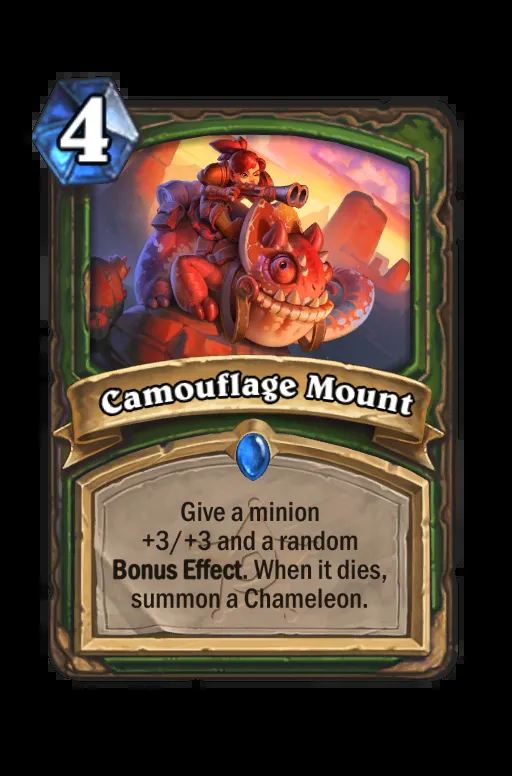 4
Camouflage Mount
Give a minion
+3/+3 and a random
Bonus Effect. When it dies,
summon a Chameleon.